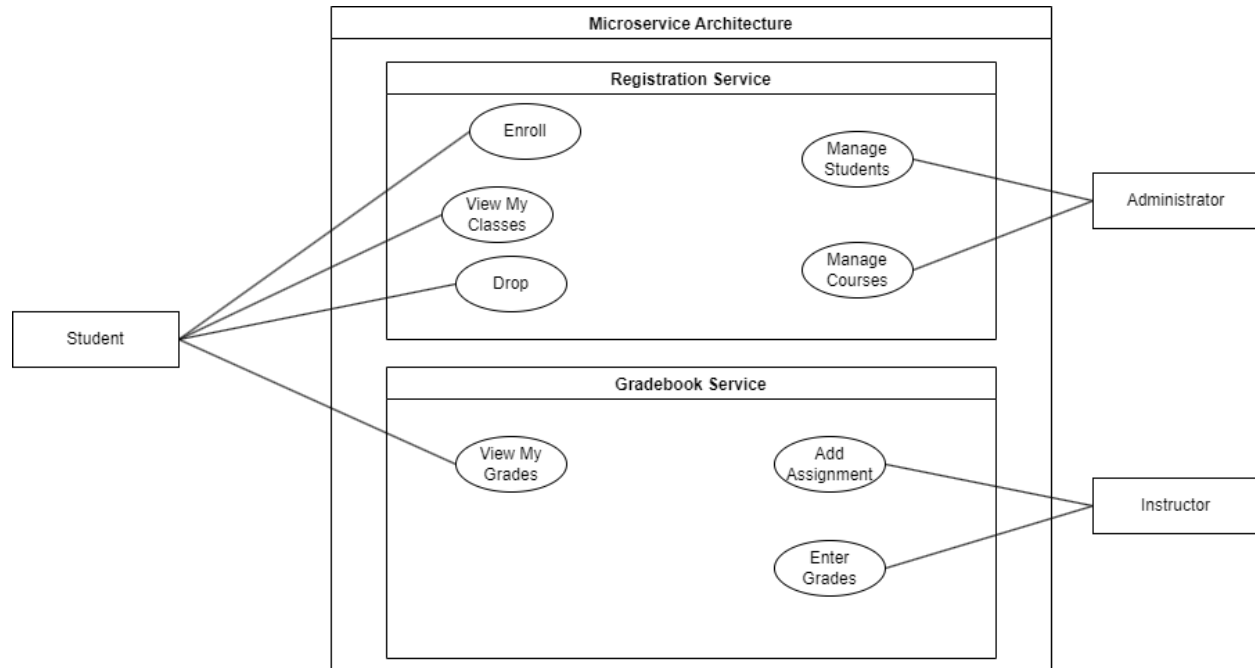 Microservice Architecture
Registration Service
Enroll
Manage
Students
View My
Classes
Administrator
Manage
Courses
Drop
Student
Gradebook Service
View My
Grades
Add
Assignment
Instructor
Enter
Grades